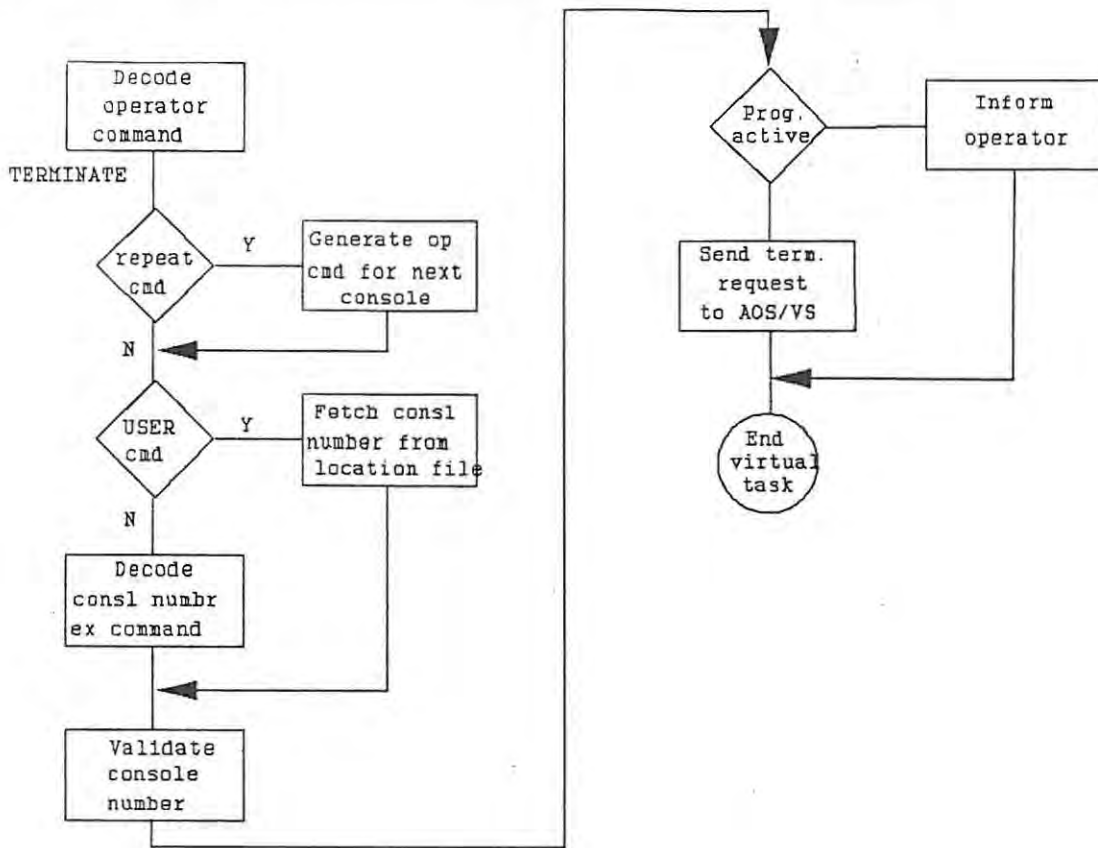 Decode
operator
command
TERMINATE
repeat
cmd
Y
Generate op
cmd for next
console
N
USER
cmd
Y
Fetch consl
number from
location file
N
Decode
consl numbr
ex command
Validate
console
number
Prog.
active
Inform
operator
Send term.
request
to AOS/VS
End
virtual
task